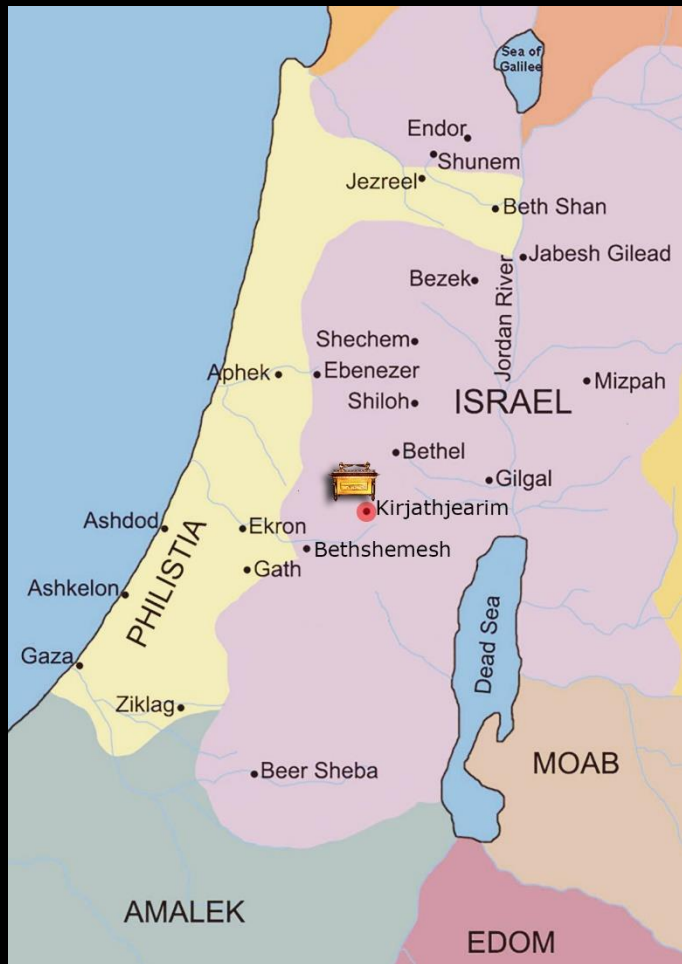 Sea of
Galilee
Endor
Shunem
Jezreel
Beth Shan
Jabesh Gilead
Bezek
Jordan River
Shechem
Aphek
Ebenezer
Mizpah
Shiloh
ISRAEL
Bethel
Gilgal
Kirjathjearim
Ashdod
Ekron
Bethshemesh
PHILISTIA
Gath
Ashkelon
Dead Sea
Gaza
Ziklag
MOAB
Beer Sheba
AMALEK
EDOM